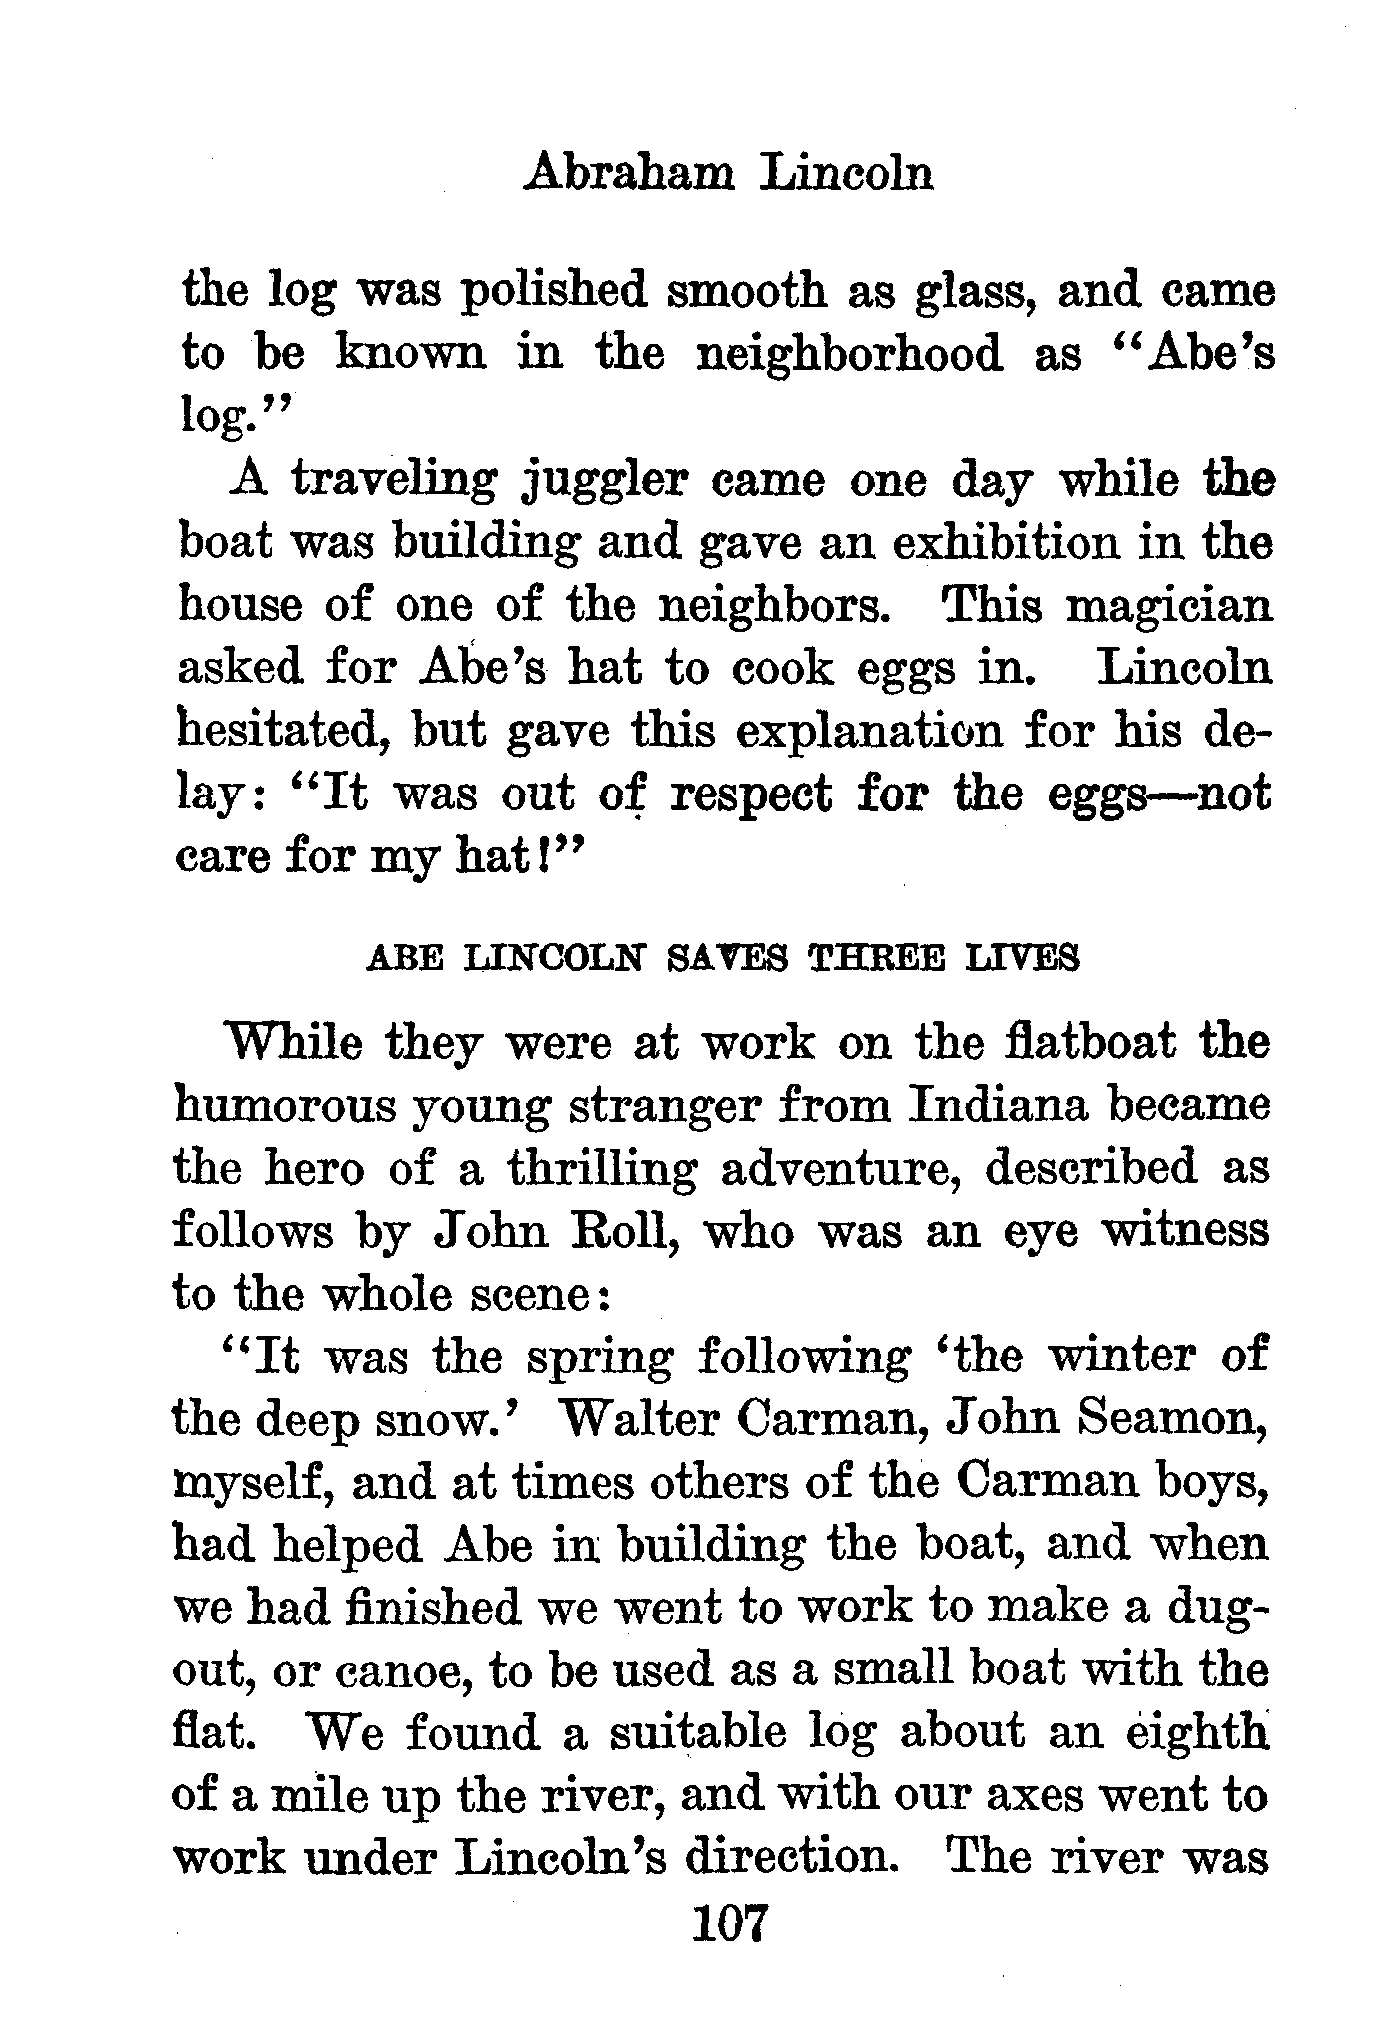 Abraham Lincoln
the log was polished smooth as glass, and came
to be known in the neighborhood as "Abe's
log."
A traveling juggler came one day while the
boat was building and gave an exhibition in the
house of one of the neighbors. This magician
asked for Abe's hat to cook eggs in. Lincoln
hesitated, but gave this explanation for his de-
lay: "It was out of respect for the eggs—not
care for my hat!"
ABE LINCOLN SAVES THREE LIVES
While they were at work on the flatboat the
humorous young stranger from Indiana became
the hero of a thrilling adventure, described as
follows by John Roll, who was an eye witness
to the whole scene:
"It was the spring following 'the winter of
the deep snow.' Walter Carman, John Seamon,
myself, and at times others of the Carman boys,
had helped Abe in building the boat, and when
we had finished we went to work to make a dug-
out, or canoe, to be used as a small boat with the
flat. We found a suitable log about an eighth
of a mile up the river, and with our axes went to
work under Lincoln's direction. The river was
107